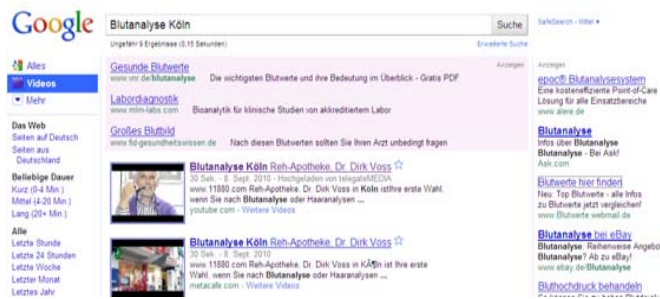 Google
Blutanalyse Köln
Suche
SafeSearch - Mittel ▼
Ungefähr 9 Ergebnisse (0,15 Sekunden)
Erweiterte Suche
Alles
Videos
Mehr
Das Web
Seiten auf Deutsch
Seiten aus
Deutschland
Beliebige Dauer
Kurz (0-4 Min.)
Mittel (4-20 Min.)
Lang (20+ Min.)
Alle
Letzte Stunde
Letzte 24 Stunden
Letzte Woche
Letzter Monat
Letztes Jahr
Gesunde Blutwerte
Anzeigen
www.vnr.de/blutanalyse Die wichtigsten Blutwerte und ihre Bedeutung im Überblick - Gratis PDF
Labordiagnostik
www.mlm-labs.com Bioanalytik für klinische Studien von akkreditiertem Labor
Großes Blutbild
www.fid-gesundheitswissen.de Nach diesen Blutwerten sollten Sie Ihren Arzt unbedingt fragen
Blutanalyse Köln Reh-Apotheke, Dr. Dirk Voss
30 Sek. - 8. Sept. 2010 - Hochgeladen von telegateMEDIA
www.11880.com Reh-Apotheke, Dr. Dirk Voss in Köln istIhre erste Wahl.
wenn Sie nach Blutanalyse oder Haaranalysen ...
youtube.com - Weitere Videos
Blutanalyse Köln Reh-Apotheke, Dr. Dirk Voss
30 Sek. - 8. Sept. 2010
www.11880.com Reh-Apotheke, Dr. Dirk Voss in KÃ¶ln ist Ihre erste
Wahl, wenn Sie nach Blutanalyse oder Haaranalysen ...
metacafe.com - Weitere Videos
Anzeigen
epoc® Blutanalysesystem
Eine kosteneffiziente Point-of-Care
Lösung für alle Einsatzbereiche
www.alere.de
Blutanalyse
Infos über Blutanalyse
Blutanalyse - Bei Ask!
Ask.com
Blutwerte hier finden
Neu: Top Blutwerte - alle Infos
zu Blutwerte jetzt vergleichen!
www.Blutwerte.webmail.de
Blutanalyse bei eBay
Blutanalyse: Reihenweise Angebo
Blutanalyse? Ab zu eBay!
www.ebay.de/Blutanalyse
Bluthochdruck behandeln